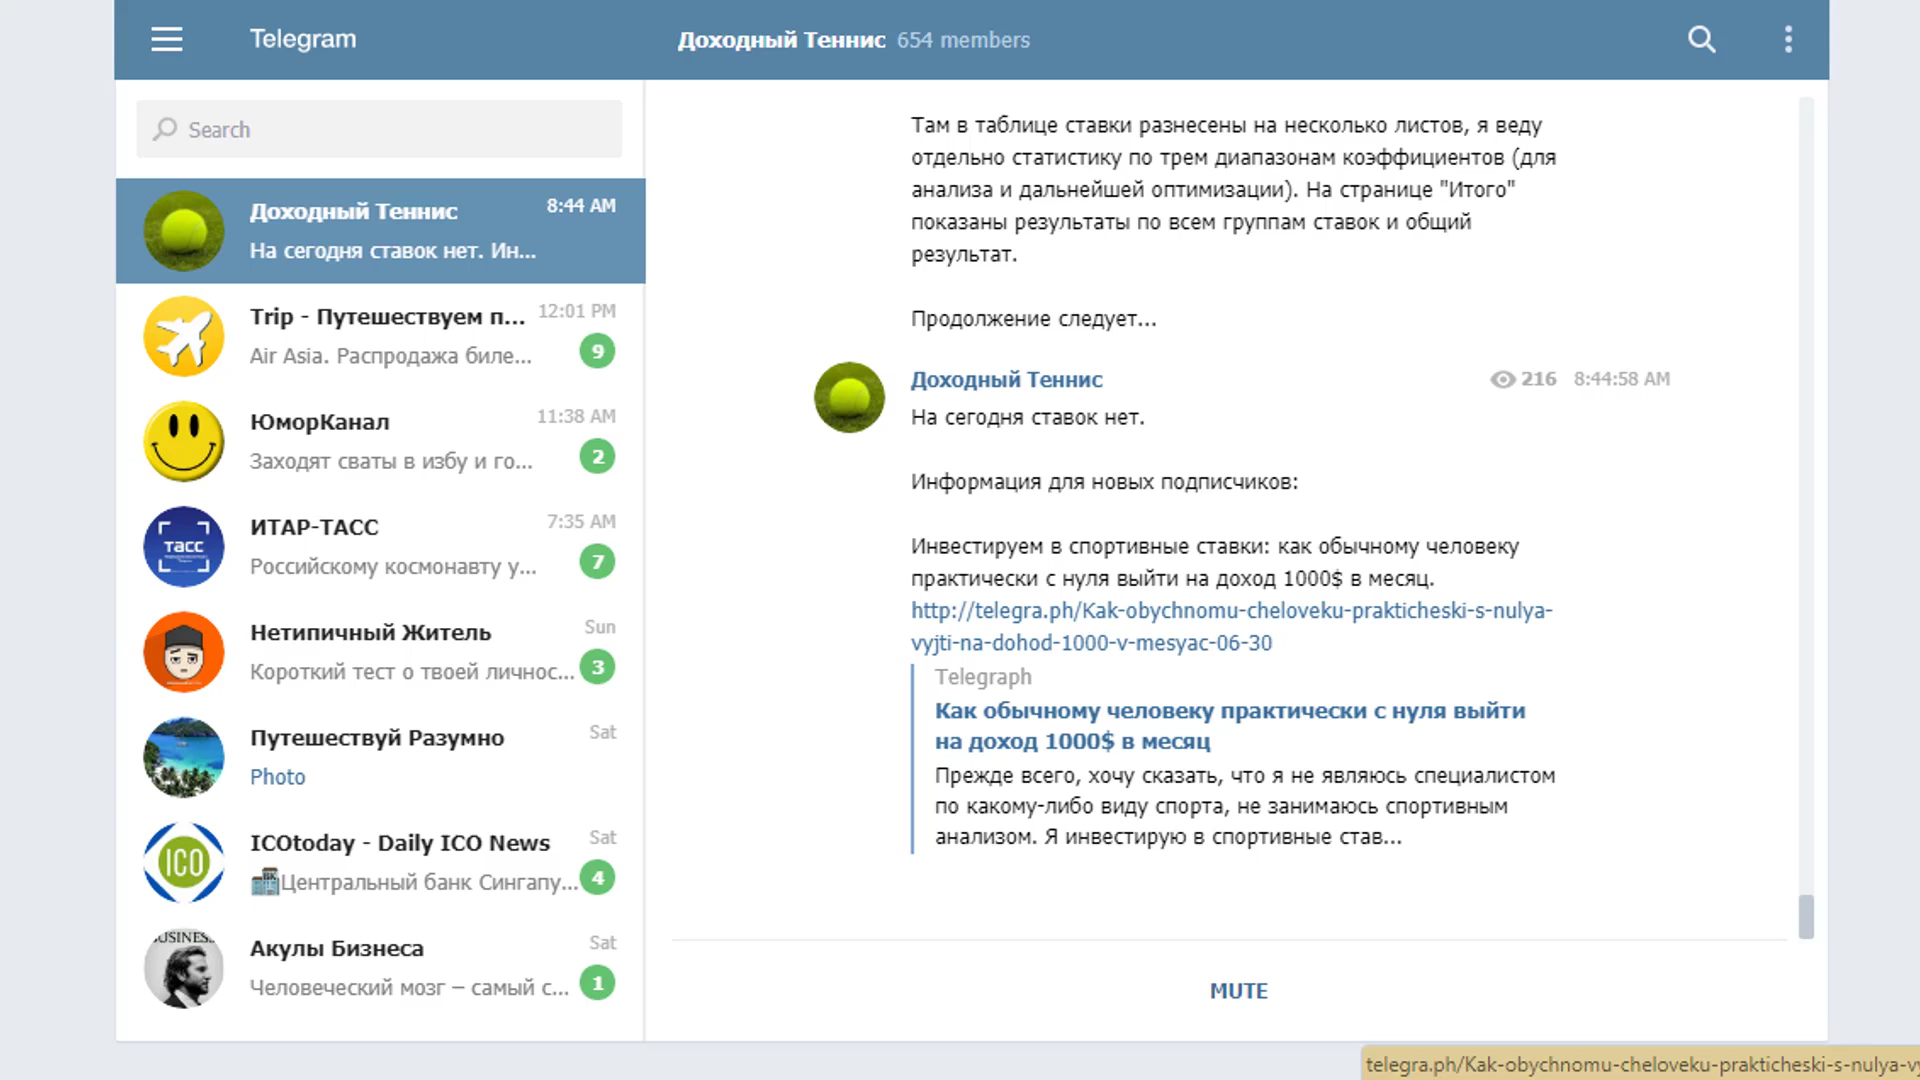 Telegram
Доходный Теннис 654 members
Search
Доходный Теннис 8:44 AM
На сегодня ставок нет. Ин...
Trip - Путешествуем п... 12:01 PM
Air Asia. Распродажа биле... 9
ЮморКанал 11:38 AM
Заходят сваты в избу и го... 2
ИТАР-ТАСС 7:35 AM
Российскому космонавту у... 7
тасс
Нетипичный Житель Sun
Короткий тест о твоей личнос... 3
Путешествуй Разумно Sat
Photo
ICOtoday - Daily ICO News Sat
Центральный банк Сингапу... 4
ICO
Акулы Бизнеса Sat
Человеческий мозг – самый с... 1
USINES
Там в таблице ставки разнесены на несколько листов, я веду
отдельно статистику по трем диапазонам коэффициентов (для
анализа и дальнейшей оптимизации). На странице "Итого"
показаны результаты по всем группам ставок и общий
результат.
Продолжение следует...
Доходный Теннис 216 8:44:58 AM
На сегодня ставок нет.
Информация для новых подписчиков:
Инвестируем в спортивные ставки: как обычному человеку
практически с нуля выйти на доход 1000$ в месяц.
http://telegra.ph/Kak-obychnomu-cheloveku-prakticheski-s-nulya-
vyjti-na-dohod-1000-v-mesyac-06-30
Telegraph
Как обычному человеку практически с нуля выйти
на доход 1000$ в месяц
Прежде всего, хочу сказать, что я не являюсь специалистом
по какому-либо виду спорта, не занимаюсь спортивным
анализом. Я инвестирую в спортивные став...
MUTE
telegra.ph/Kak-obychnomu-cheloveku-prakticheski-s-nulya-vy